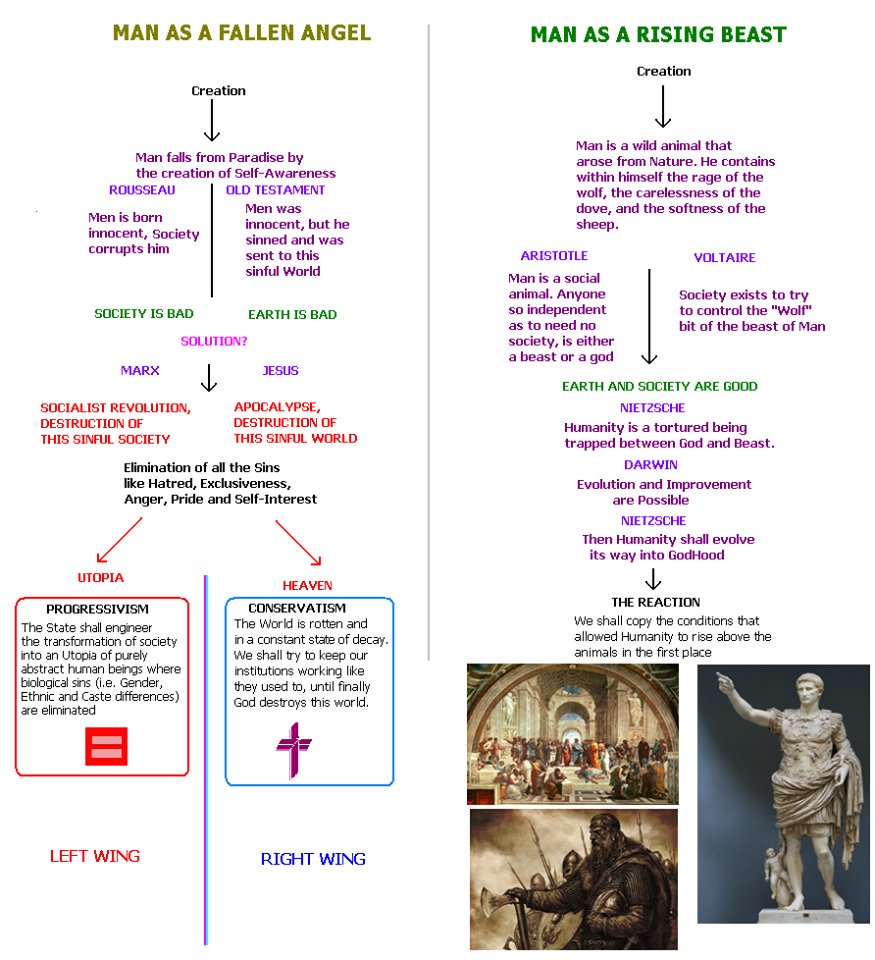 MAN AS A FALLEN ANGEL
Creation
Man falls from Paradise by
the creation of Self-Awareness
ROUSSEAU
Men is born
innocent, Society
corrupts him
OLD TESTAMENT
Men was
innocent, but he
sinned and was
sent to this
sinful World
SOCIETY IS BAD
EARTH IS BAD
SOLUTION?
MARX
JESUS
SOCIALIST REVOLUTION,
DESTRUCTION OF
THIS SINFUL SOCIETY
APOCALYPSE,
DESTRUCTION OF
THIS SINFUL WORLD
Elimination of all the Sins
like Hatred, Exclusiveness,
Anger, Pride and Self-Interest
UTOPIA
PROGRESSIVISM
The State shall engineer
the transformation of society
into an Utopia of purely
abstract human beings where
biological sins (i.e. Gender,
Ethnic and Caste differences)
are eliminated
HEAVEN
CONSERVATISM
The World is rotten and
in a constant state of decay.
We shall try to keep our
institutions working like
they used to, until finally
God destroys this world.
LEFT WING
RIGHT WING
MAN AS A RISING BEAST
Creation
Man is a wild animal that
arose from Nature. He contains
within himself the rage of the
wolf, the carelessness of the
dove, and the softness of the
sheep.
ARISTOTLE
Man is a social
animal. Anyone
so independent
as to need no
society, is either
a beast or a god
VOLTAIRE
Society exists to try
to control the "Wolf"
bit of the beast of Man
EARTH AND SOCIETY ARE GOOD
NIETZSCHE
Humanity is a tortured being
trapped between God and Beast.
DARWIN
Evolution and Improvement
are Possible
NIETZSCHE
Then Humanity shall evolve
its way into GodHood
THE REACTION
We shall copy the conditions that
allowed Humanity to rise above the
animals in the first place